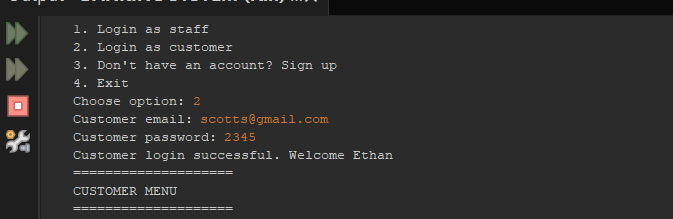 1. Login as staff
2. Login as customer
3. Don't have an account? Sign up
4. Exit
Choose option: 2
Customer email: scotts@gmail.com
Customer password: 2345
Customer login successful. Welcome Ethan
====================
CUSTOMER MENU
====================